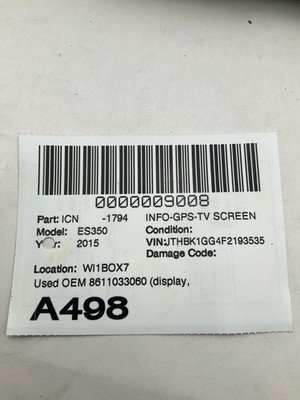 0000009008
Part: ICN -1794 INFO-GPS-TV SCREEN
Model: ES350 Condition:
Year: 2015 VIN:JTHBK1GG4F2193535
Damage Code:
Location: WI1BOX7
Used OEM 8611033060 (display,
A498